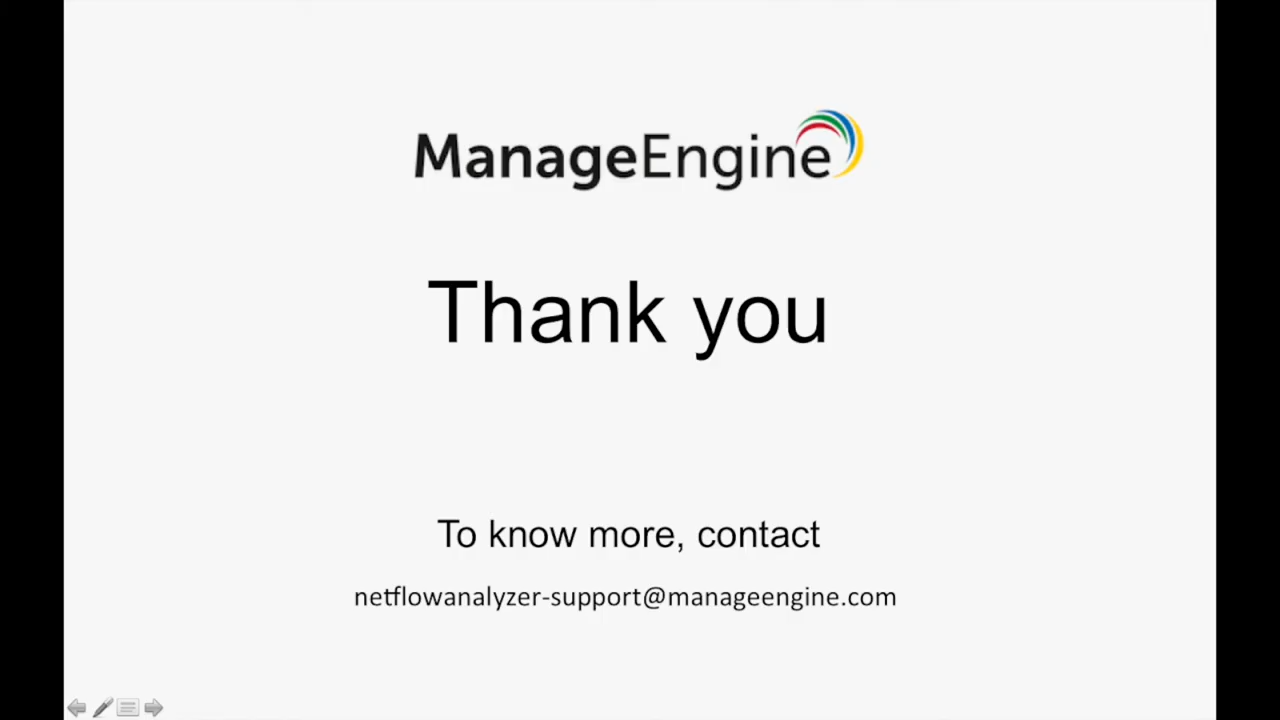 ManageEngine
Thank you
To know more, contact
netflowanalyzer-support@manageengine.com